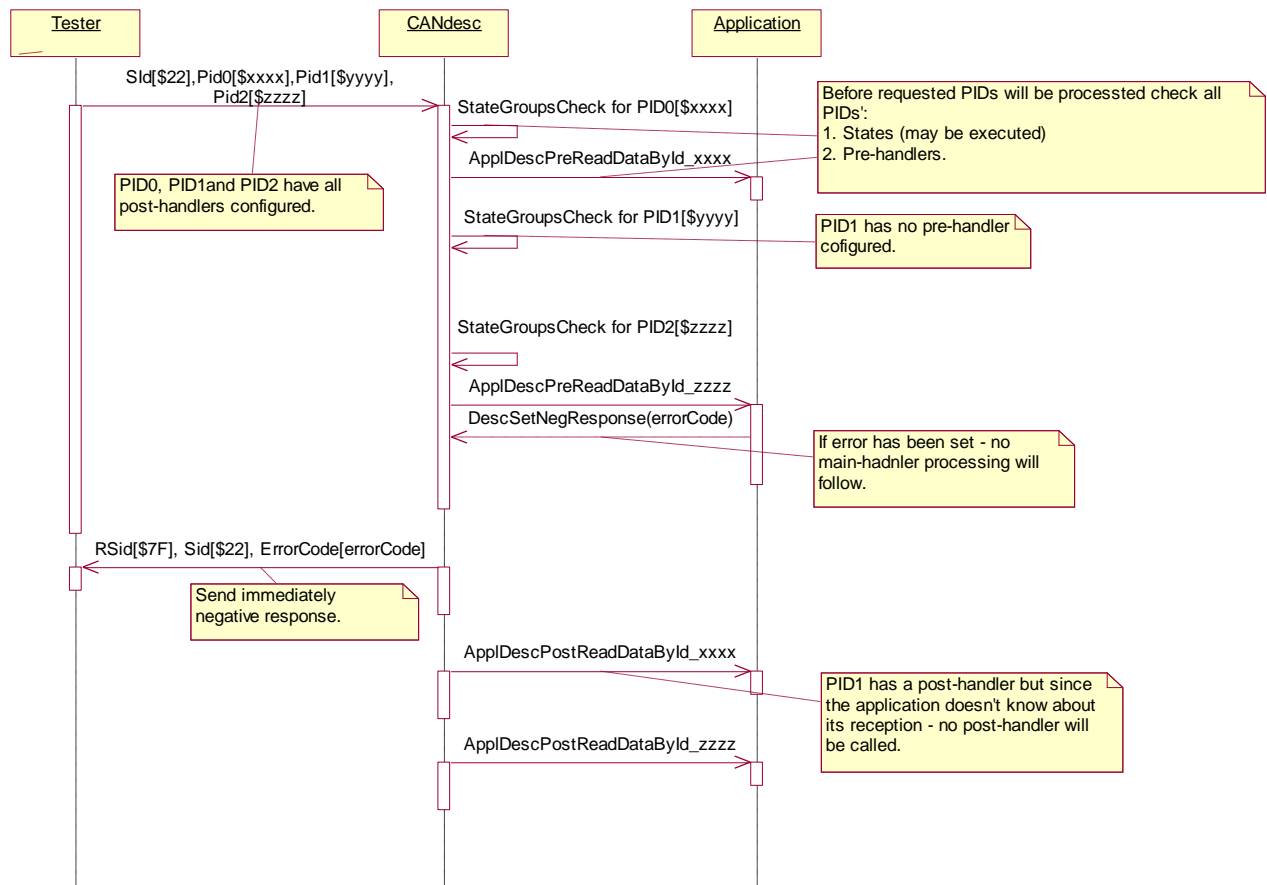 Tester
CANdesc
Application
SId[$22],Pid0[$xxxx],Pid1[$yyyy],
Pid2[$zzzz]
StateGroupsCheck for PID0[$xxxx]
Before requested PIDs will be processted check all
PIDs':
1. States (may be executed)
2. Pre-handlers.
ApplDescPreReadDataById_xxxx
PID0, PID1and PID2 have all
post-handlers configured.
StateGroupsCheck for PID1[$yyyy]
PID1 has no pre-handler
cofigured.
StateGroupsCheck for PID2[$zzzz]
ApplDescPreReadDataById_zzzz
DescSetNegResponse(errorCode)
If error has been set - no
main-hadnler processing will
follow.
RSid[$7F], Sid[$22], ErrorCode[errorCode]
Send immediately
negative response.
ApplDescPostReadDataById_xxxx
PID1 has a post-handler but since
the application doesn't know about
its reception - no post-handler will
be called.
ApplDescPostReadDataById_zzzz